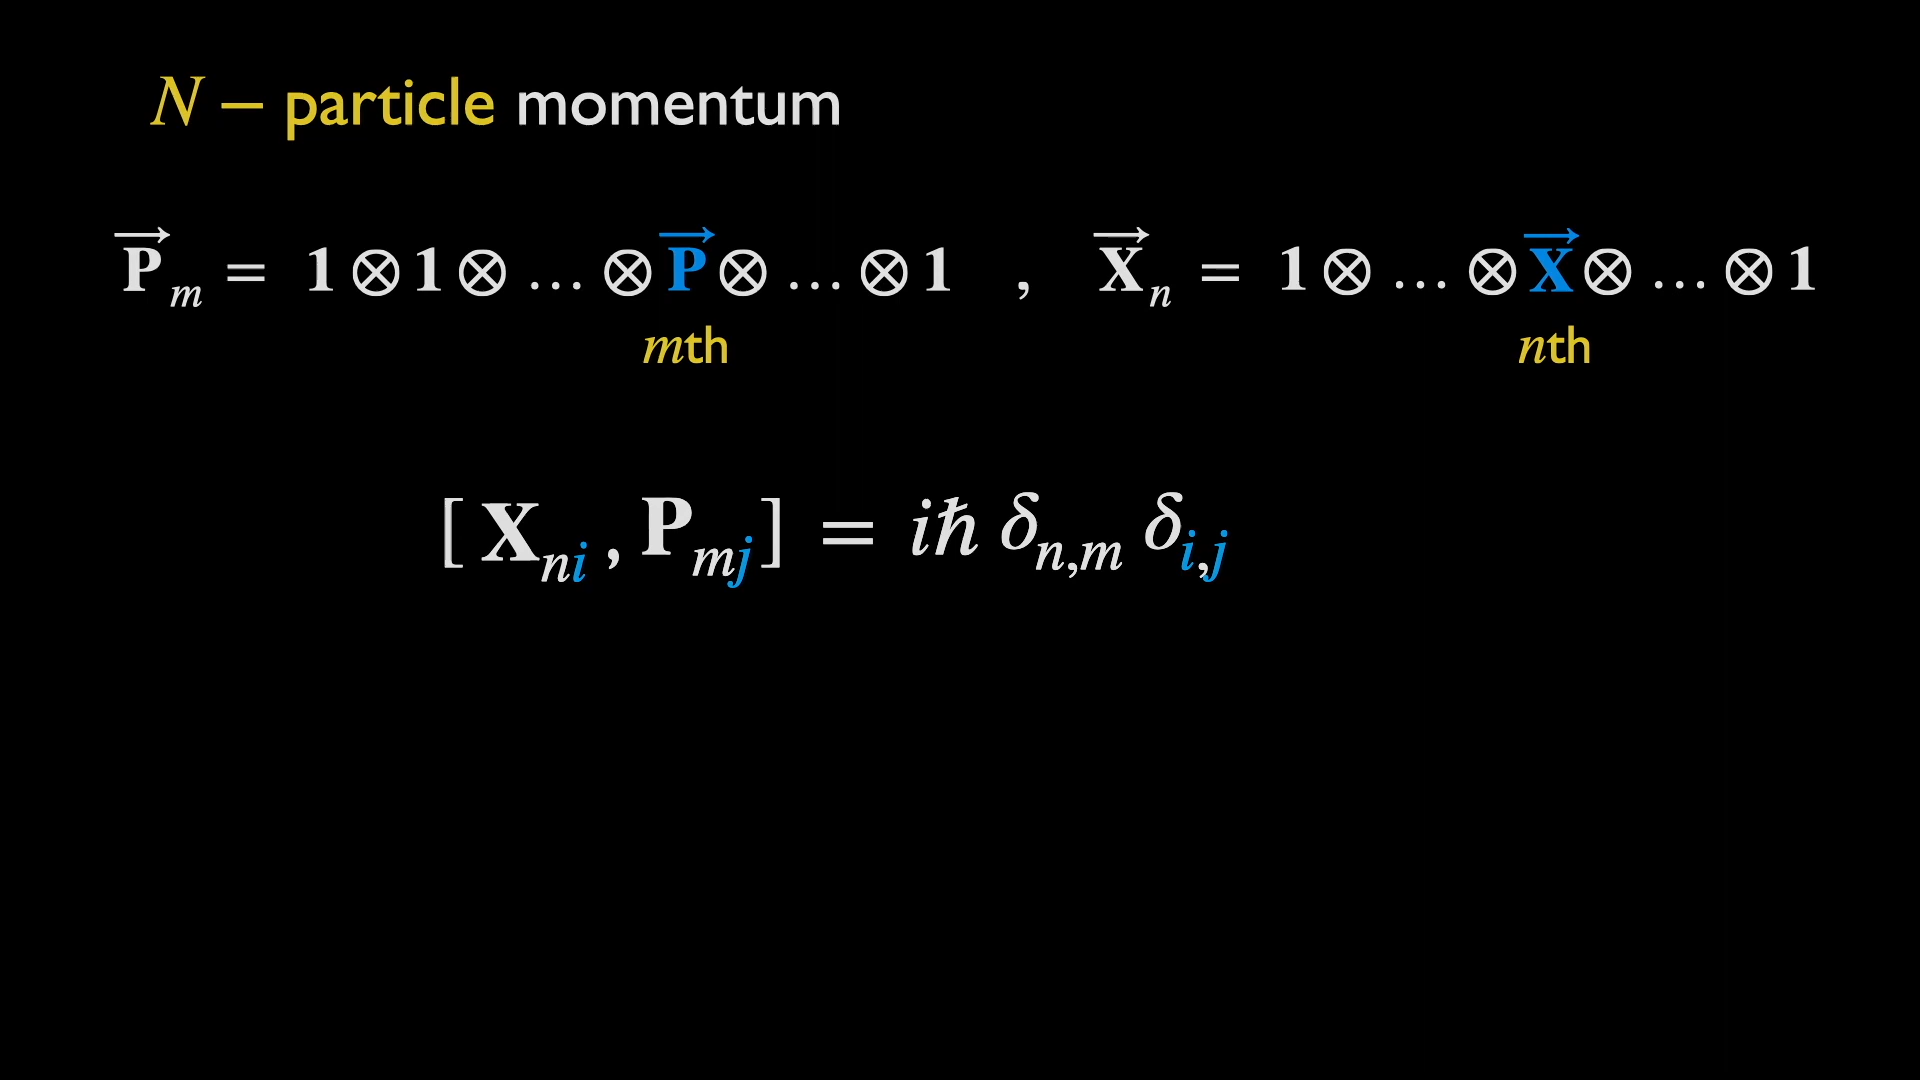 N – particle momentum
P⃗m = 1 ⊗ 1 ⊗ … ⊗ P⃗ ⊗ … ⊗ 1 , X⃗n = 1 ⊗ … ⊗ X⃗ ⊗ … ⊗ 1
mth nth
[ Xni , Pmj ] = iℏ δn,m δi,j